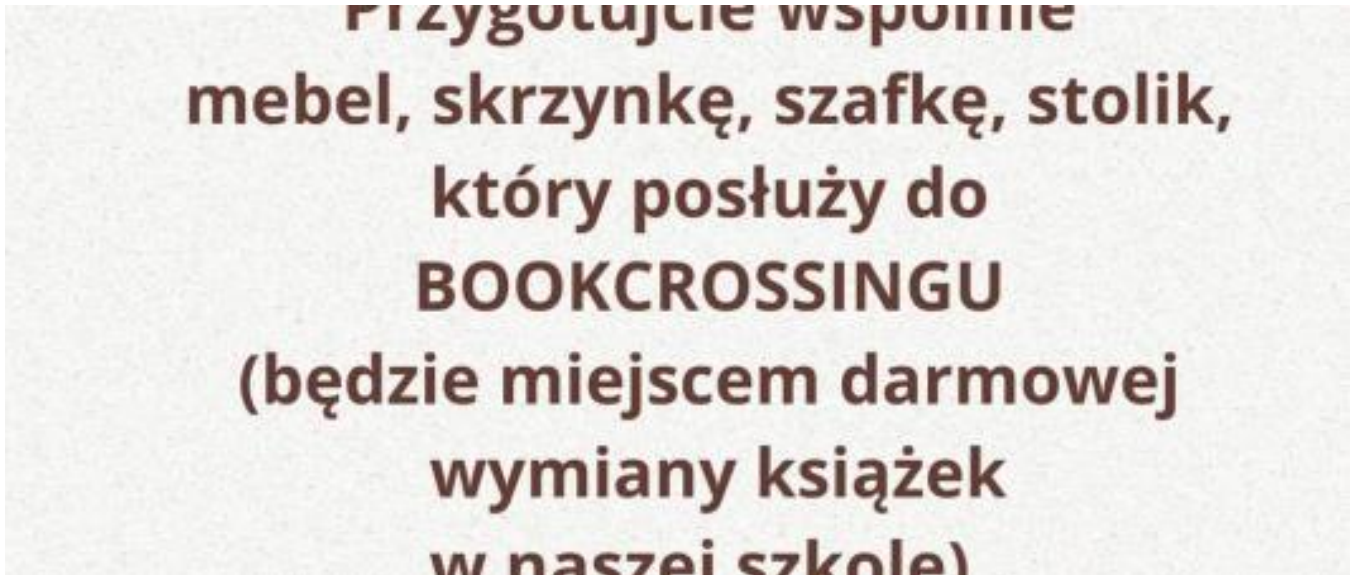 Przygotujcie wspólnie
mebel, skrzynkę, szafkę, stolik,
który posłuży do
BOOKCROSSINGU
(będzie miejscem darmowej
wymiany książek
w naszej szkole)